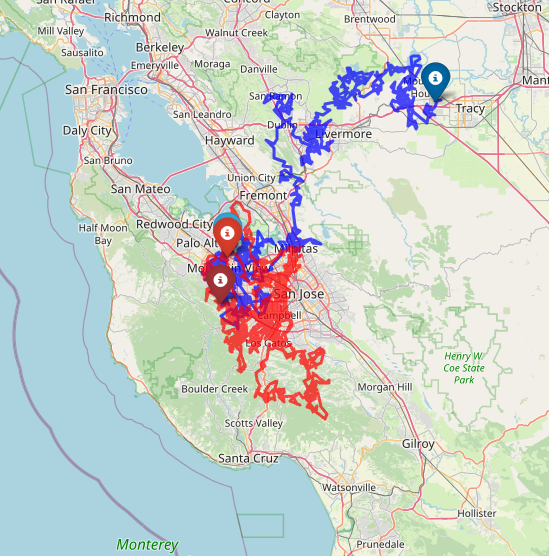 San Rafael
Concord
Stockton
Richmond
Clayton
Brentwood
Mill Valley
Walnut Creek
Berkeley
Sausalito
Emeryville
Moraga
Danville
San Francisco
San Ramon
San Leandro
Tracy
Daly City
Dublin
Livermore
Hayward
San Bruno
Union City
San Mateo
Fremont
Redwood City
Half Moon
Bay
Palo Alto
Milpitas
Mountain View
San Jose
Campbell
Los Gatos
Henry W.
Coe State
Park
Boulder Creek
Morgan Hill
Scotts Valley
Gilroy
Santa Cruz
Watsonville
Hollister
Monterey
Prunedale